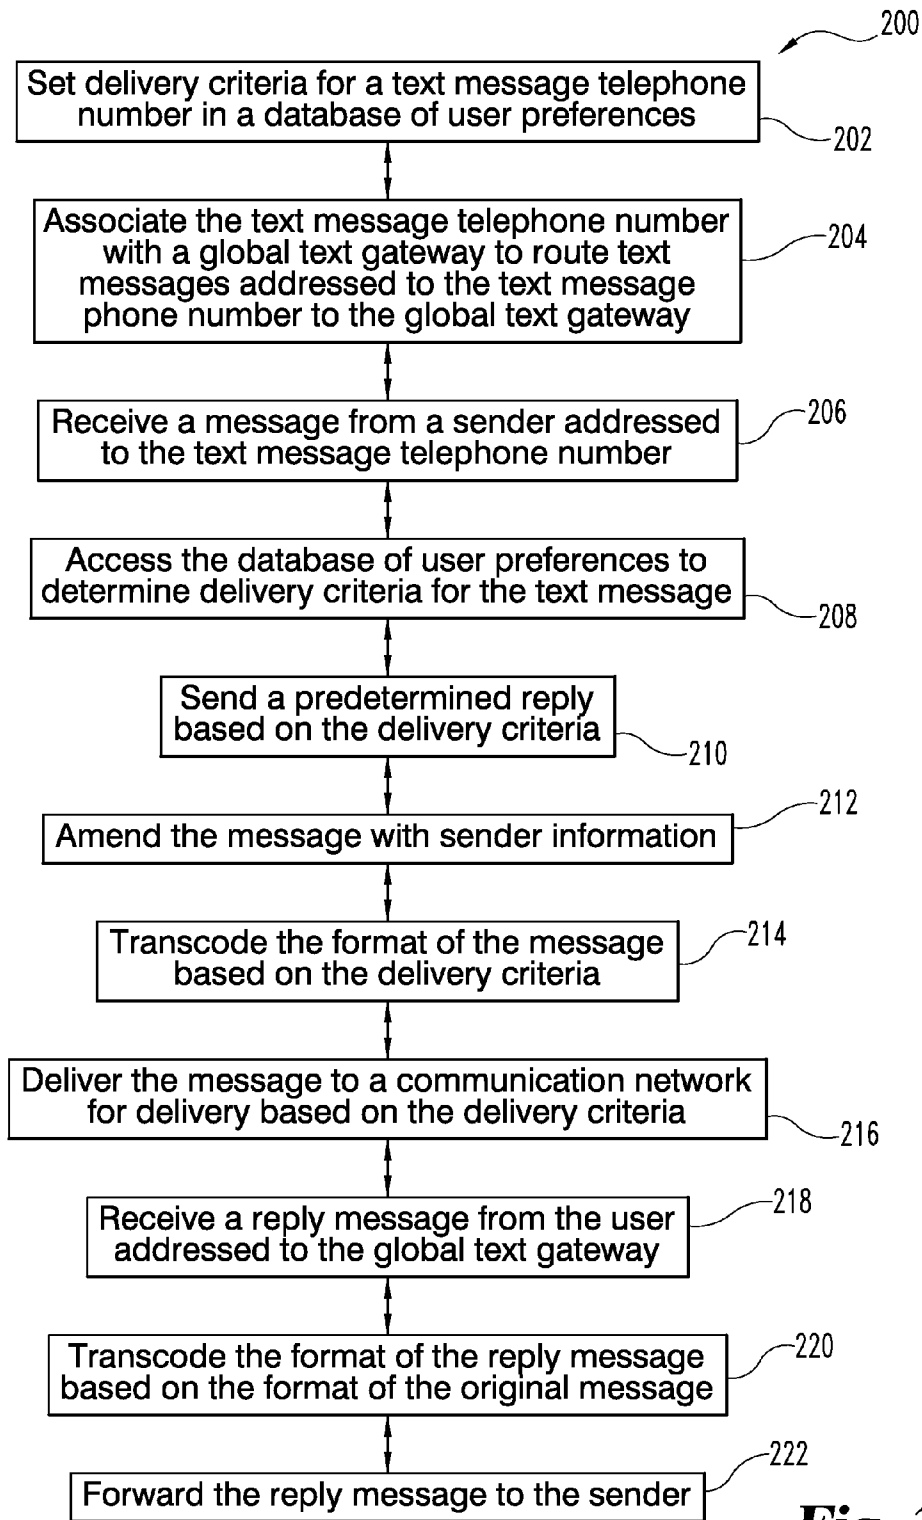 200
Set delivery criteria for a text message telephone
number in a database of user preferences
202
Associate the text message telephone number
with a global text gateway to route text
messages addressed to the text message
phone number to the global text gateway
204
Receive a message from a sender addressed
to the text message telephone number
206
Access the database of user preferences to
determine delivery criteria for the text message
208
Send a predetermined reply
based on the delivery criteria
210
Amend the message with sender information
212
Transcode the format of the message
based on the delivery criteria
214
Deliver the message to a communication network
for delivery based on the delivery criteria
216
Receive a reply message from the user
addressed to the global text gateway
218
Transcode the format of the reply message
based on the format of the original message
220
Forward the reply message to the sender
222
Fig.